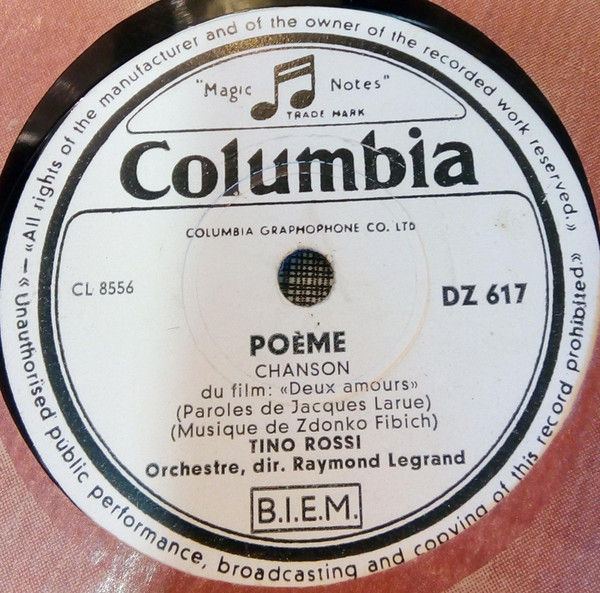 «All rights of the manufacturer and of the owner of the recorded work reserved.»
"Magic Notes"
TRADE MARK
Columbia
COLUMBIA GRAPHOPHONE CO. LTD
CL 8556
DZ 617
POÈME
CHANSON
du film: «Deux amours»
(Paroles de Jacques Larue)
(Musique de Zdonko Fibich)
TINO ROSSI
Orchestre, dir. Raymond Legrand
B.I.E.M.
— «Unauthorised public performance, broadcasting and copying of this record prohibited.»